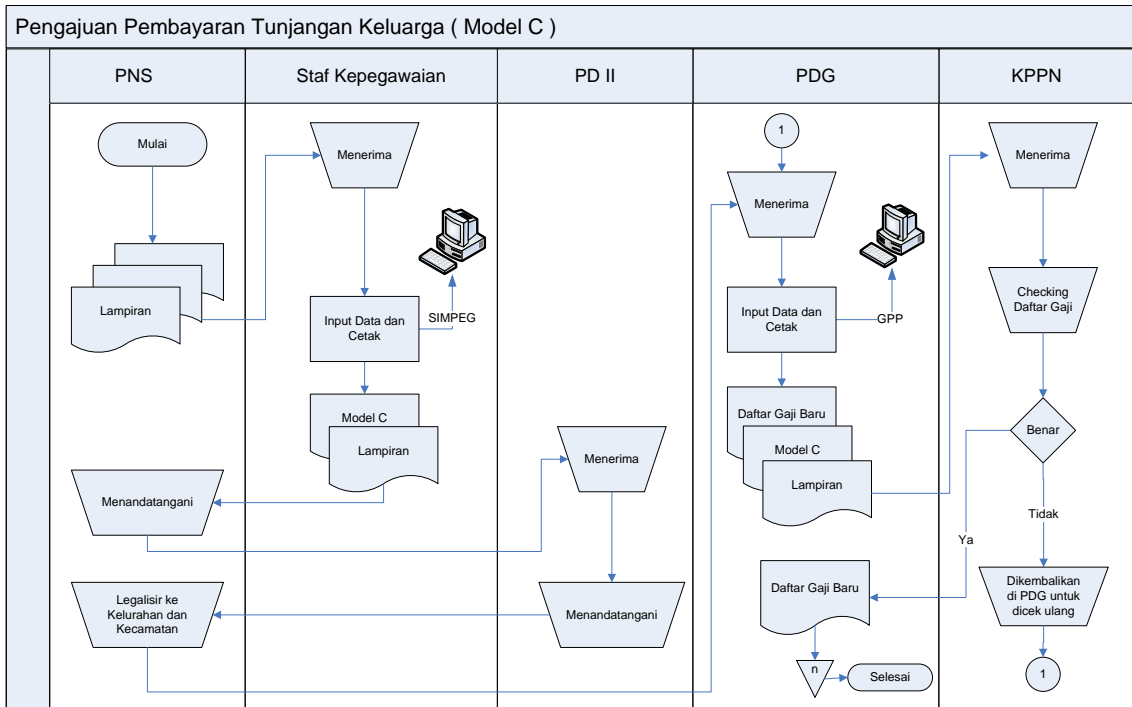 Pengajuan Pembayaran Tunjangan Keluarga ( Model C )
PNS
Staf Kepegawaian
PD II
PDG
KPPN
Mulai
Lampiran
Menandatangani
Legalisir ke
Kelurahan dan
Kecamatan
Menerima
SIMPEG
Input Data dan
Cetak
Model C
Lampiran
Menerima
Menandatangani
1
Menerima
GPP
Input Data dan
Cetak
Daftar Gaji Baru
Model C
Lampiran
Daftar Gaji Baru
n
Selesai
Menerima
Checking
Daftar Gaji
Benar
Tidak
Ya
Dikembalikan
di PDG untuk
dicek ulang
1